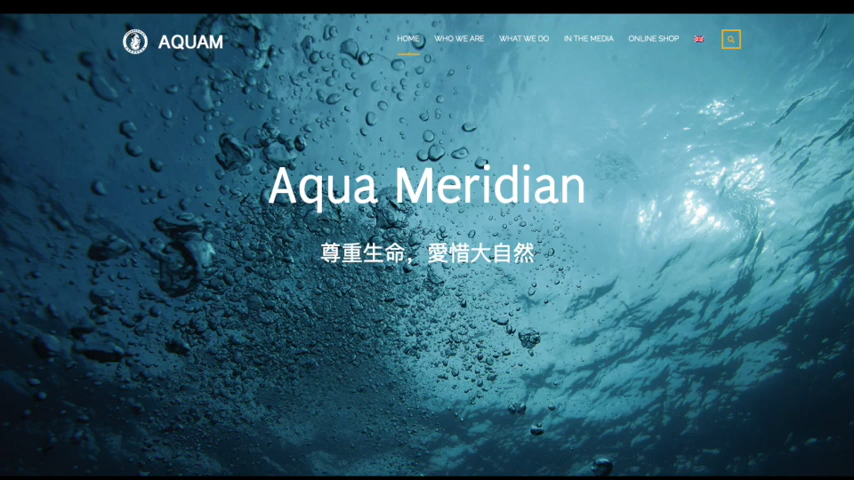 AQUAM
HOME WHO WE ARE WHAT WE DO IN THE MEDIA ONLINE SHOP
Aqua Meridian
尊重生命，愛惜大自然